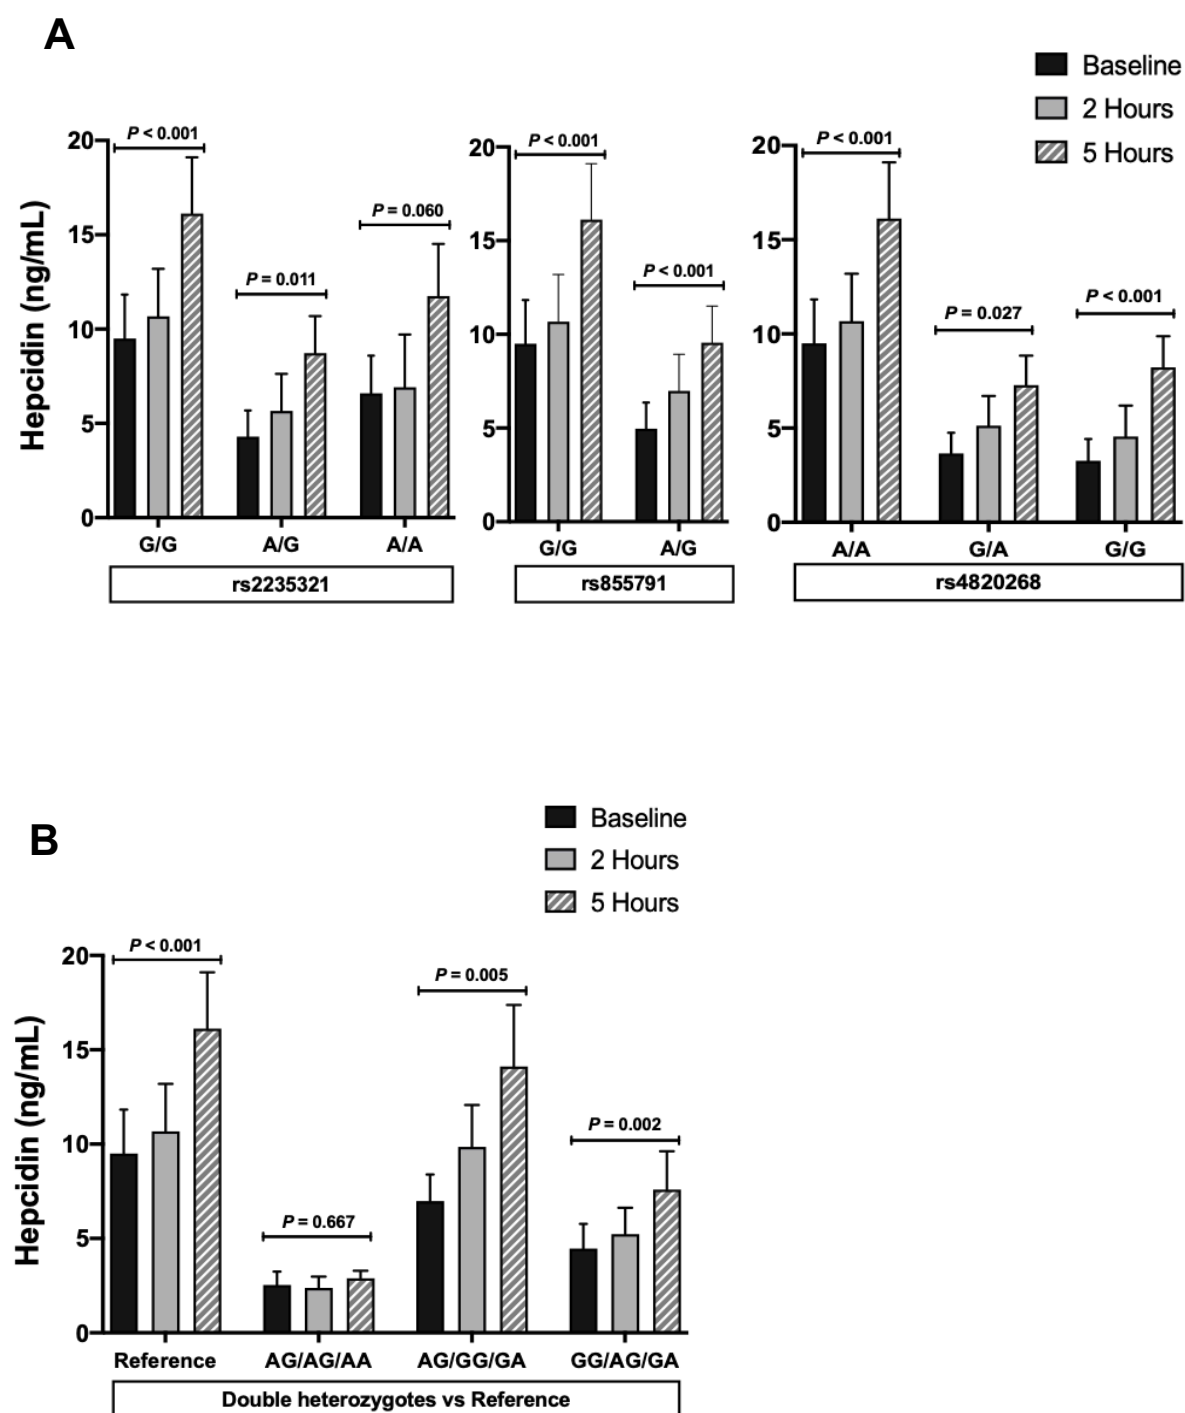 A
Baseline
2 Hours
5 Hours
Hepcidin (ng/mL)
20
15
10
5
0
P < 0.001
P = 0.011
P = 0.060
G/G
A/G
A/A
rs2235321
20
15
10
5
0
P < 0.001
P < 0.001
G/G
A/G
rs855791
20
15
10
5
0
P < 0.001
P = 0.027
P < 0.001
A/A
G/A
G/G
rs4820268
B
Baseline
2 Hours
5 Hours
Hepcidin (ng/mL)
20
15
10
5
0
P < 0.001
P = 0.667
P = 0.005
P = 0.002
Reference
AG/AG/AA
AG/GG/GA
GG/AG/GA
Double heterozygotes vs Reference